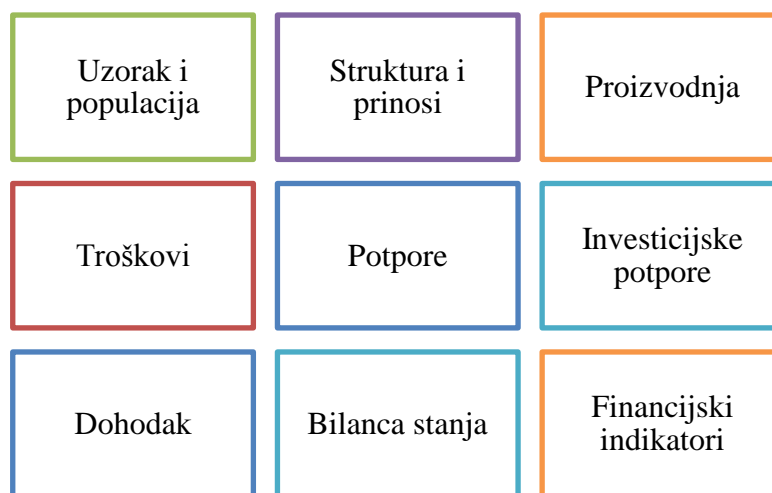 Uzorak i
populacija
Struktura i
prinosi
Proizvodnja
Troškovi
Potpore
Investicijske
potpore
Dohodak
Bilanca stanja
Financijski
indikatori